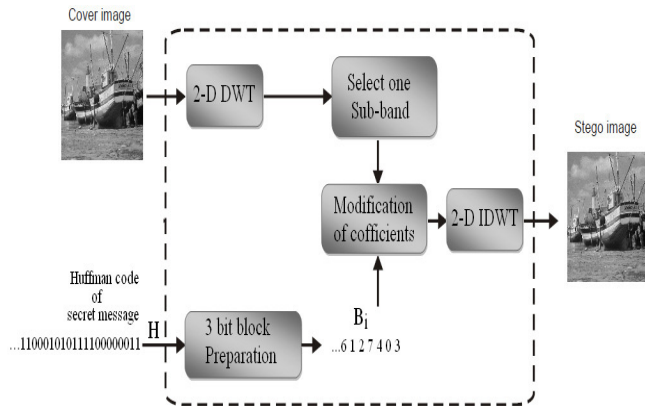 Cover image
2-D DWT
Select one
Sub-band
Stego image
Modification
of cofficients
2-D IDWT
Huffman code
of
secret message
H
...110001010111100000011
3 bit block
Preparation
Bi
...6 1 2 7 4 0 3